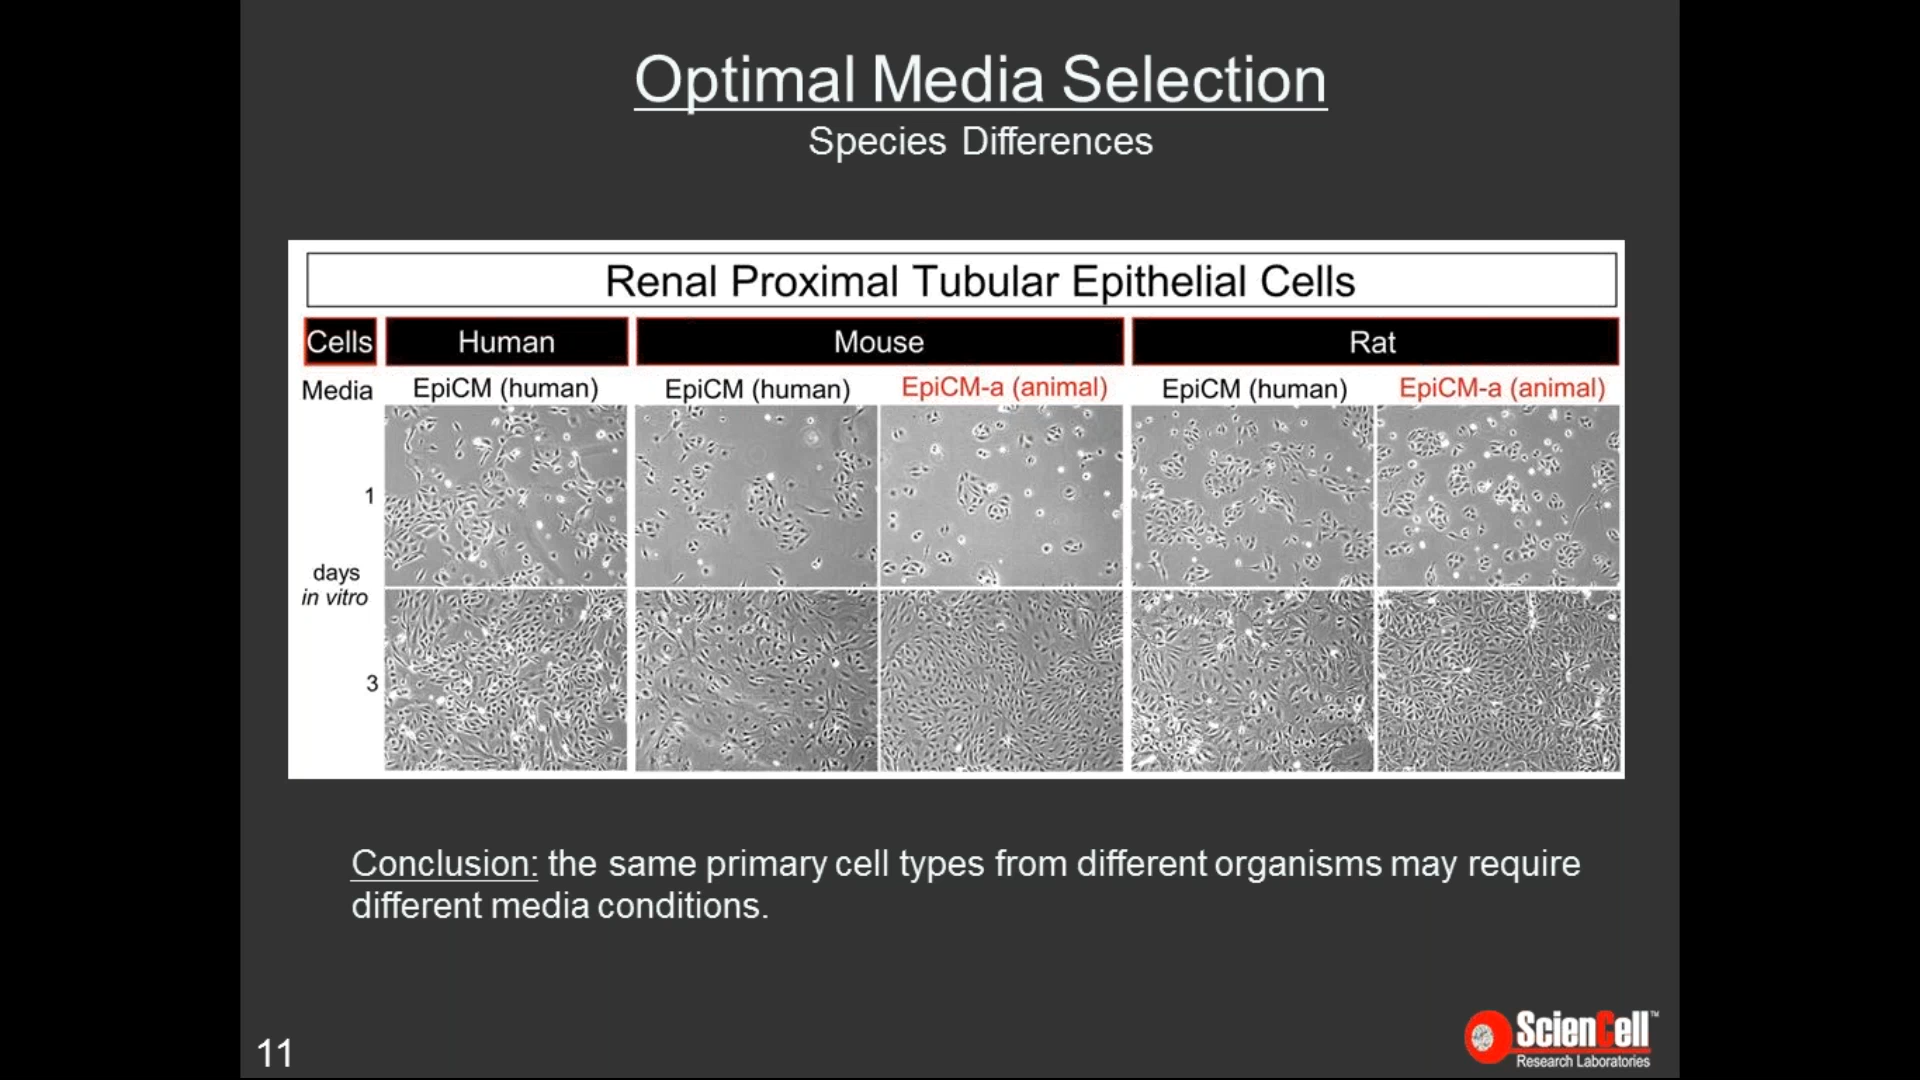 Optimal Media Selection
Species Differences
Renal Proximal Tubular Epithelial Cells
Cells Human Mouse Rat
Media EpiCM (human) EpiCM (human) EpiCM-a (animal) EpiCM (human) EpiCM-a (animal)
1
days
in vitro
3
Conclusion: the same primary cell types from different organisms may require
different media conditions.
11
ScienCell™
Research Laboratories